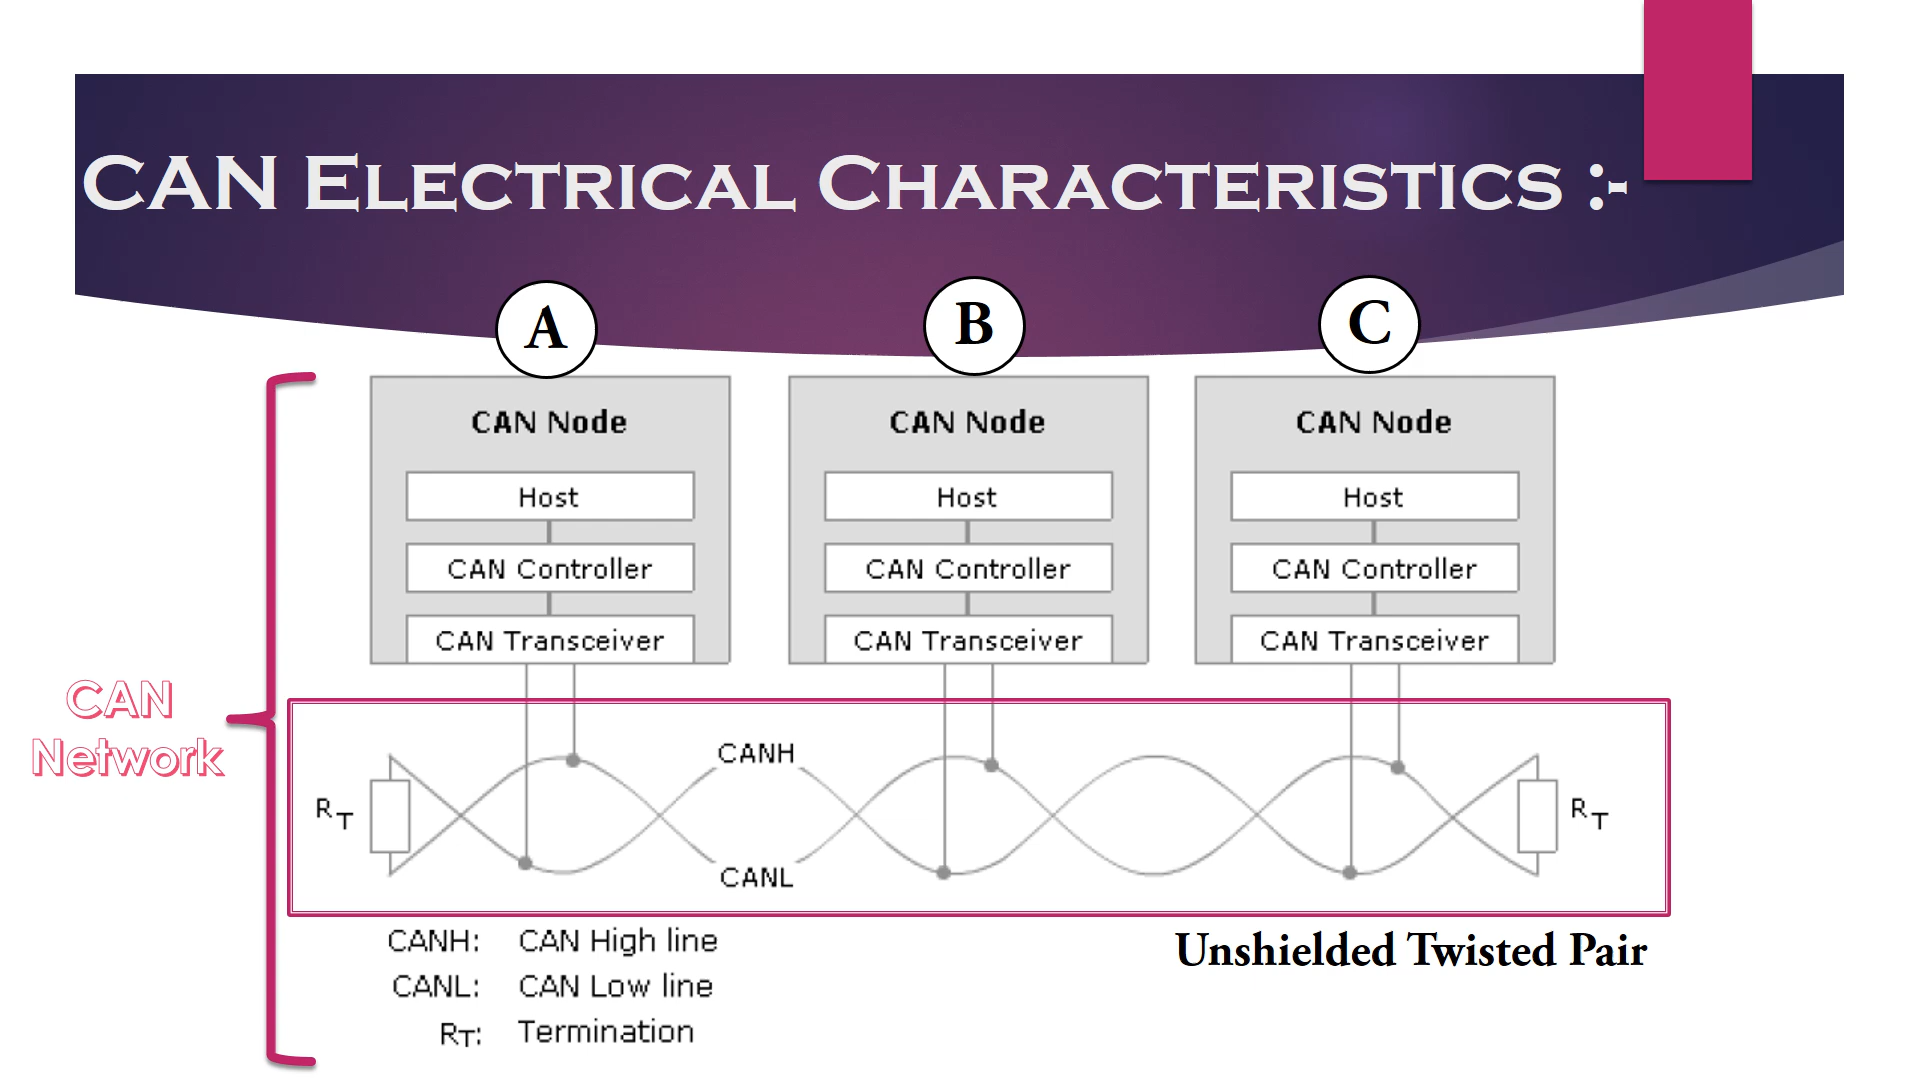 CAN ELECTRICAL CHARACTERISTICS :-
A
B
C
CAN Node
CAN Node
CAN Node
Host
Host
Host
CAN Controller
CAN Controller
CAN Controller
CAN Transceiver
CAN Transceiver
CAN Transceiver
CAN
Network
CANH
RT
RT
CANL
CANH: CAN High line
CANL: CAN Low line
RT: Termination
Unshielded Twisted Pair